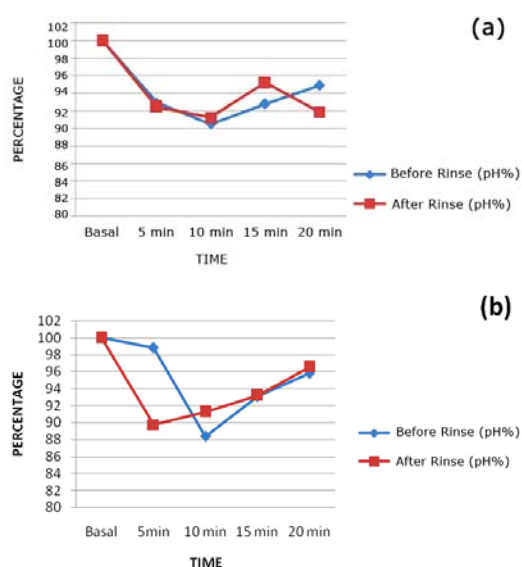 (a)
102
100
98
96
94
92
90
88
86
84
82
80
PERCENTAGE
Basal 5 min 10 min 15 min 20 min
TIME
Before Rinse (pH%)
After Rinse (pH%)
(b)
102
100
98
96
94
92
90
88
86
84
82
80
PERCENTAGE
Basal 5min 10 min 15 min 20 min
TIME
Before Rinse (pH%)
After Rinse (pH%)